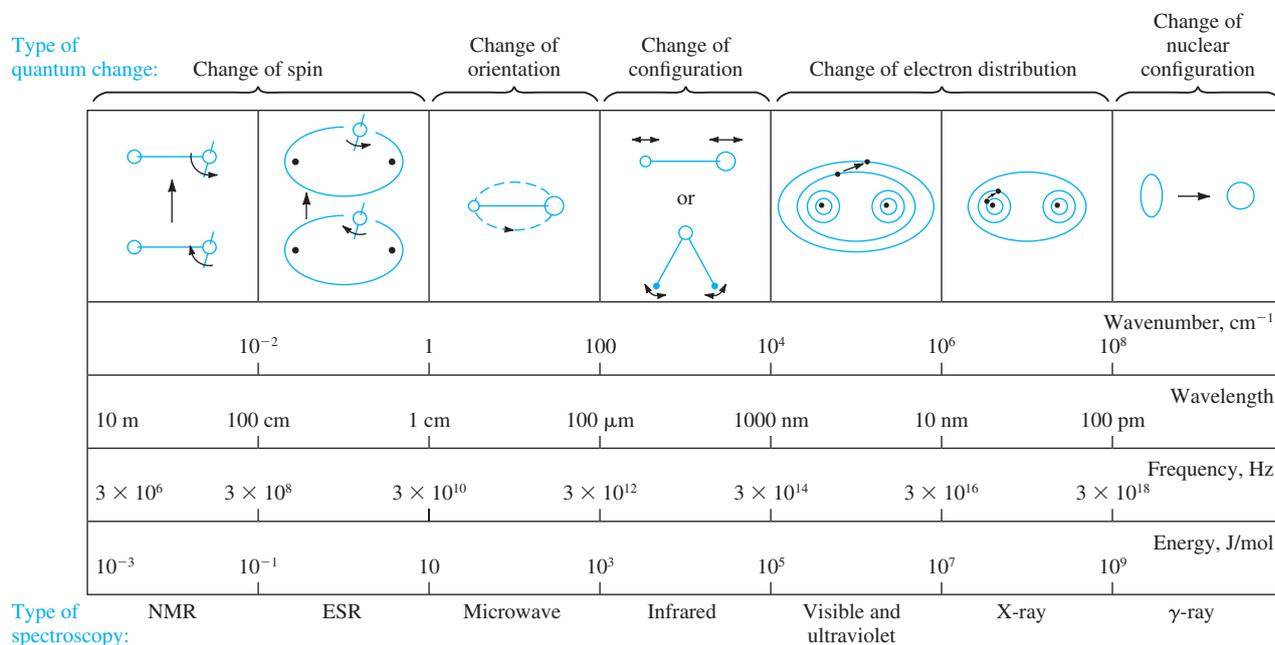 Type of
quantum change:
Change of spin
Change of
orientation
Change of
configuration
Change of electron distribution
Change of
nuclear
configuration
or
Wavenumber, cm⁻¹
10⁻² 1 100 10⁴ 10⁶ 10⁸
Wavelength
10 m 100 cm 1 cm 100 μm 1000 nm 10 nm 100 pm
Frequency, Hz
3 × 10⁶ 3 × 10⁸ 3 × 10¹⁰ 3 × 10¹² 3 × 10¹⁴ 3 × 10¹⁶ 3 × 10¹⁸
Energy, J/mol
10⁻³ 10⁻¹ 10 10³ 10⁵ 10⁷ 10⁹
Type of
spectroscopy:
NMR
ESR
Microwave
Infrared
Visible and
ultraviolet
X-ray
γ-ray